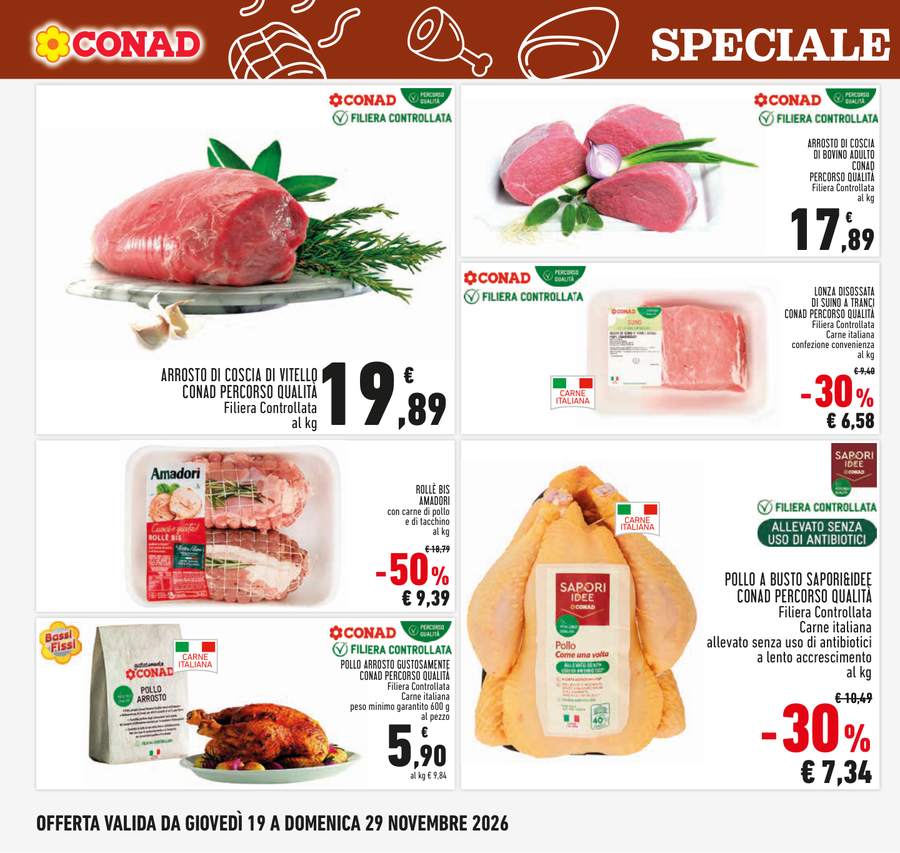 CONAD
SPECIALE
CONAD
PERCORSO
QUALITÀ
FILIERA CONTROLLATA
ARROSTO DI COSCIA DI VITELLO
CONAD PERCORSO QUALITÀ
Filiera Controllata
al kg
€
19,89
CONAD
PERCORSO
QUALITÀ
FILIERA CONTROLLATA
ARROSTO DI COSCIA
DI BOVINO ADULTO
CONAD
PERCORSO QUALITÀ
Filiera Controllata
al kg
€
17,89
CONAD
PERCORSO
QUALITÀ
FILIERA CONTROLLATA
CONAD
SUINO
CARNE
ITALIANA
LONZA DISOSSATA
DI SUINO A TRANCI
CONAD PERCORSO QUALITÀ
Filiera Controllata
Carne italiana
confezione convenienza
al kg
€ 9,40
-30%
€ 6,58
Amadori
ROLLÈ BIS
ROLLÈ BIS
AMADORI
con carne di pollo
e di tacchino
al kg
€ 18,79
-50%
€ 9,39
SAPORI
IDEE
CONAD
FILIERA CONTROLLATA
ALLEVATO SENZA
USO DI ANTIBIOTICI
CARNE
ITALIANA
SAPORI
IDEE
CONAD
Pollo
Come una volta
ALLEVATO SENZA
USO DI ANTIBIOTICI
POLLO A BUSTO SAPORI&IDEE
CONAD PERCORSO QUALITÀ
Filiera Controllata
Carne italiana
allevato senza uso di antibiotici
a lento accrescimento
al kg
€ 10,49
-30%
€ 7,34
Bassi
Fissi
CARNE
ITALIANA
gustosamente
CONAD
POLLO
ARROSTO
CONAD
PERCORSO
QUALITÀ
FILIERA CONTROLLATA
POLLO ARROSTO GUSTOSAMENTE
CONAD PERCORSO QUALITÀ
Filiera Controllata
Carne italiana
peso minimo garantito 600 g
al pezzo
€
5,90
al kg € 9,84
OFFERTA VALIDA DA GIOVEDÌ 19 A DOMENICA 29 NOVEMBRE 2026